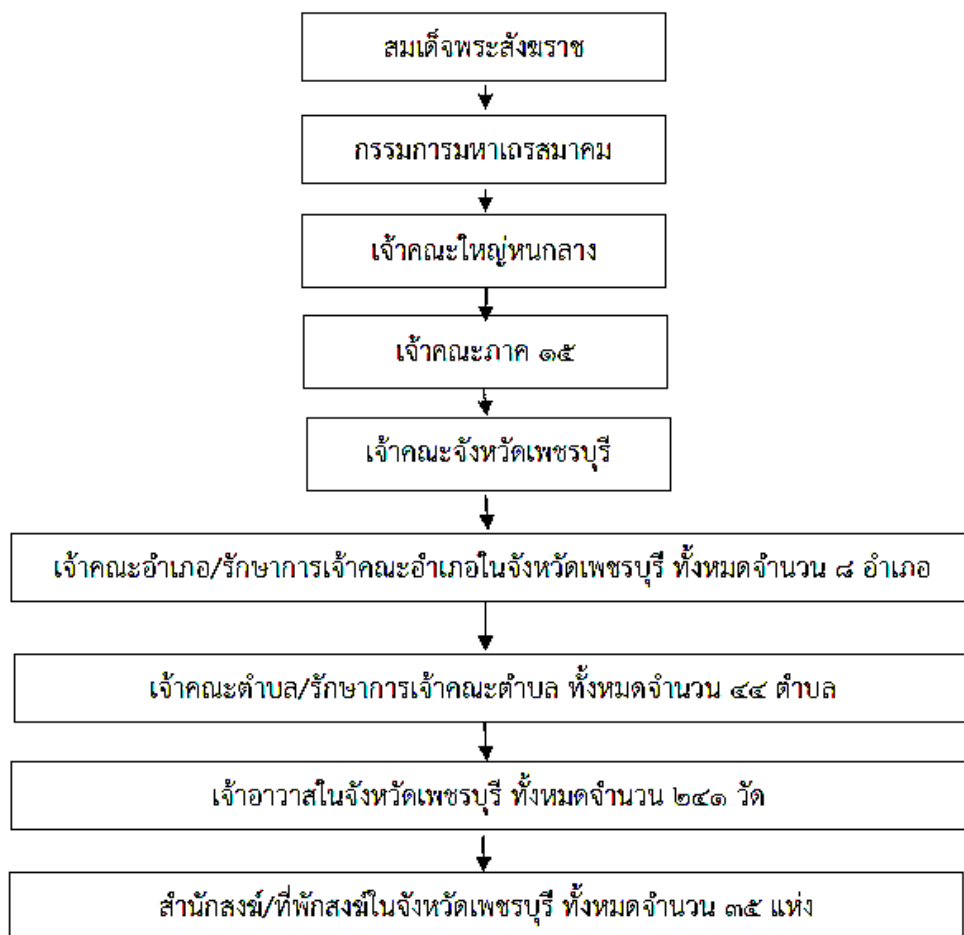 สมเด็จพระสังฆราช
กรรมการมหาเถรสมาคม
เจ้าคณะใหญ่หนกลาง
เจ้าคณะภาค ๑๕
เจ้าคณะจังหวัดเพชรบุรี
เจ้าคณะอำเภอ/รักษาการเจ้าคณะอำเภอในจังหวัดเพชรบุรี ทั้งหมดจำนวน ๘ อำเภอ
เจ้าคณะตำบล/รักษาการเจ้าคณะตำบล ทั้งหมดจำนวน ๔๔ ตำบล
เจ้าอาวาสในจังหวัดเพชรบุรี ทั้งหมดจำนวน ๒๔๑ วัด
สำนักสงฆ์/ที่พักสงฆ์ในจังหวัดเพชรบุรี ทั้งหมดจำนวน ๓๕ แห่ง